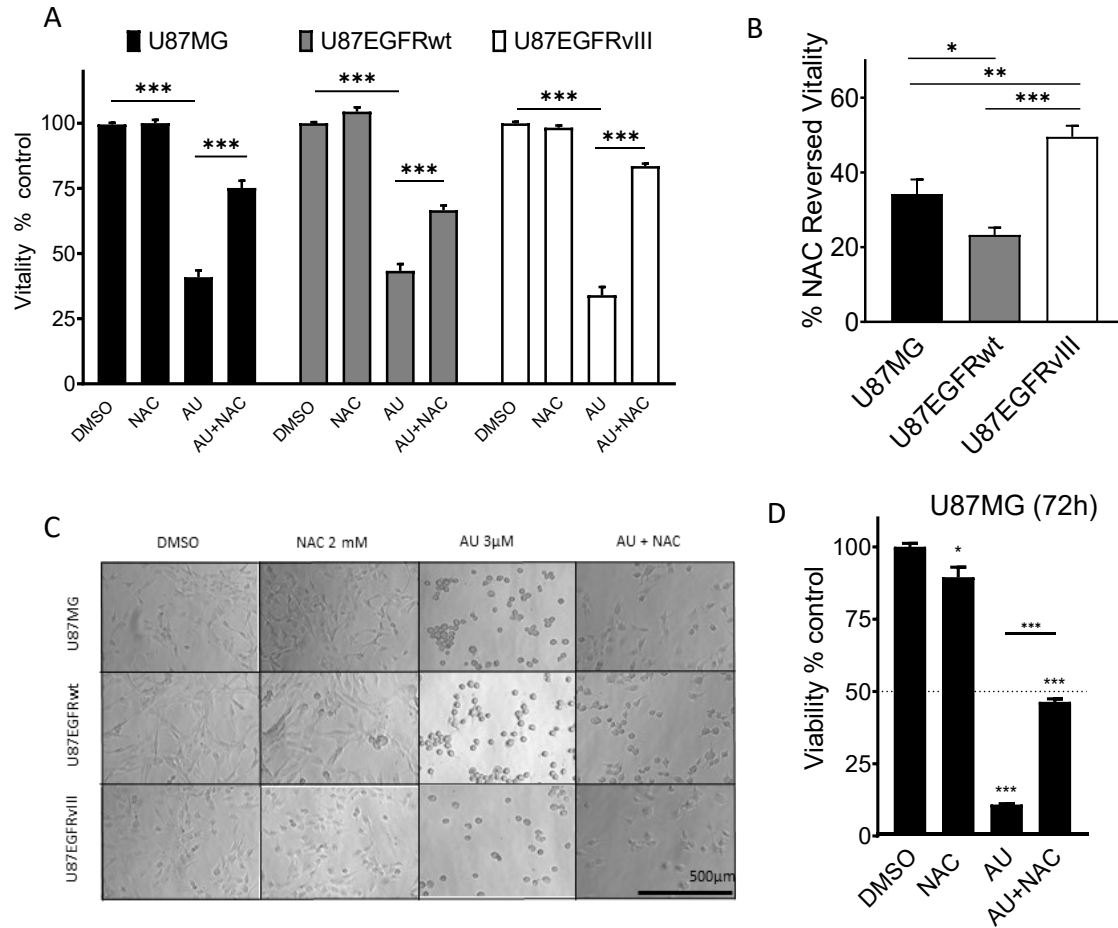 A
U87MG U87EGFRwt U87EGFRvIII
Vitality % control
100
75
50
25
0
*** *** ***
*** *** ***
DMSO NAC AU AU+NAC DMSO NAC AU AU+NAC DMSO NAC AU AU+NAC
B
% NAC Reversed Vitality
60
40
20
0
*
**
***
U87MG U87EGFRwt U87EGFRvIII
C
DMSO NAC 2 mM AU 3µM AU + NAC
U87MG
U87EGFRwt
U87EGFRvIII
500µm
D
U87MG (72h)
Viability % control
100
75
50
25
0
*
***
***
***
DMSO NAC AU AU+NAC